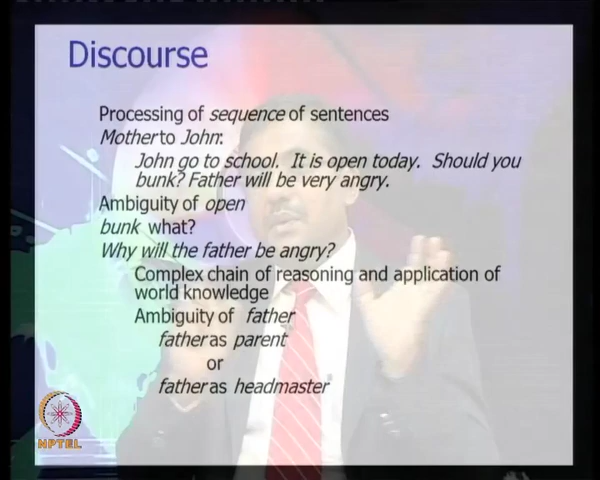 Discourse
Processing of sequence of sentences
Mother to John:
John go to school. It is open today. Should you
bunk? Father will be very angry.
Ambiguity of open
bunk what?
Why will the father be angry?
Complex chain of reasoning and application of
world knowledge
Ambiguity of father
father as parent
or
father as headmaster
NPTEL